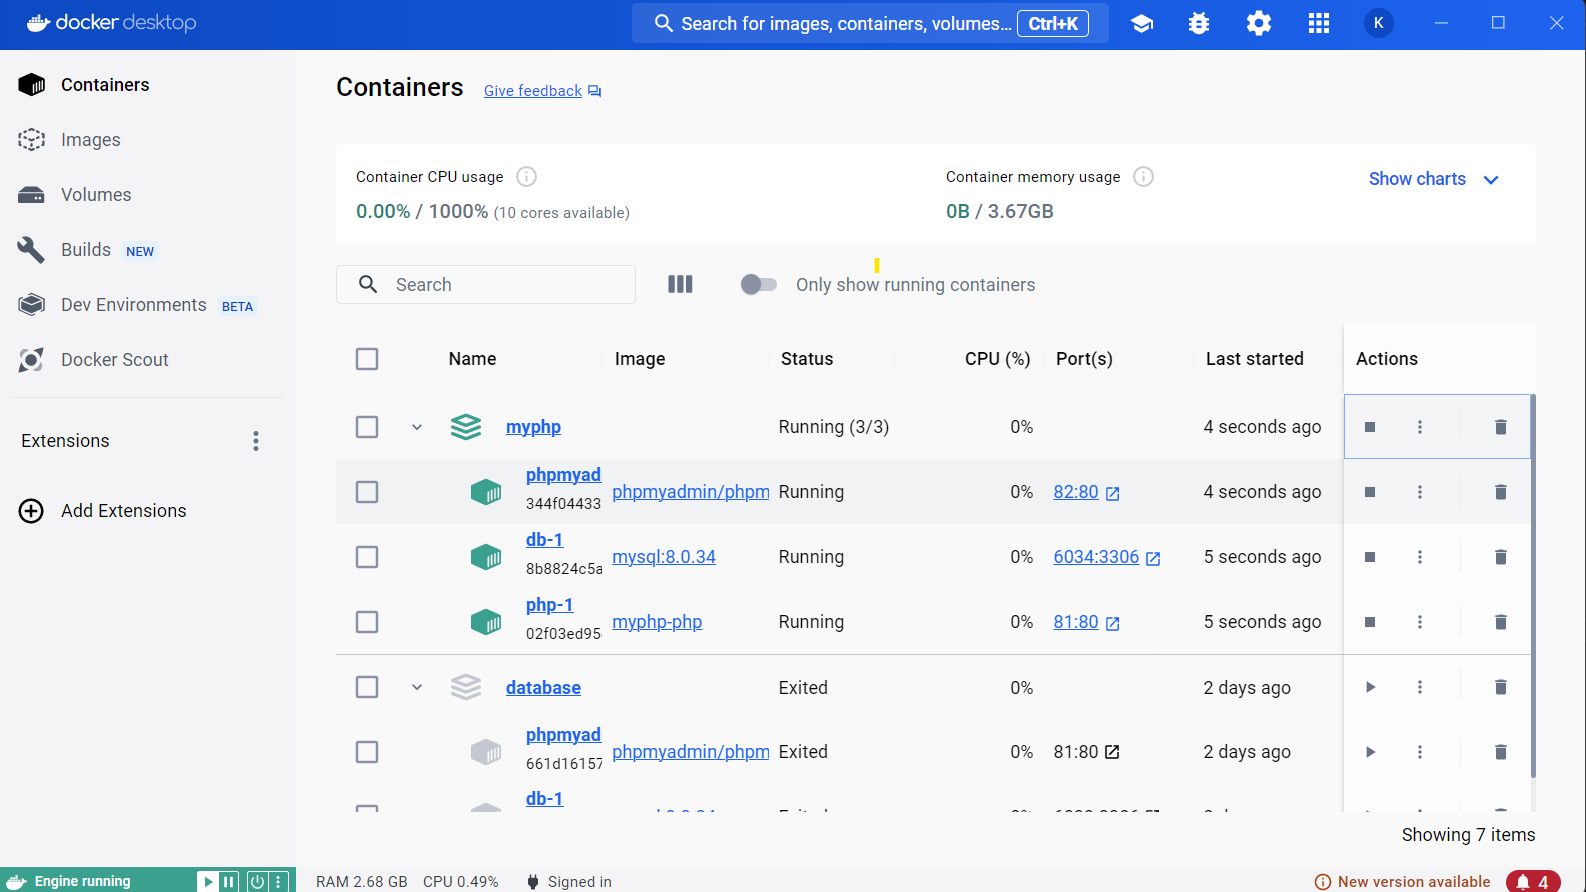 docker desktop
Search for images, containers, volumes... Ctrl+K
K
Containers
Images
Volumes
Builds NEW
Dev Environments BETA
Docker Scout
Extensions
Add Extensions
Containers Give feedback
Container CPU usage
0.00% / 1000% (10 cores available)
Container memory usage
0B / 3.67GB
Show charts
Search
Only show running containers
Name Image Status CPU (%) Port(s) Last started Actions
myphp Running (3/3) 0% 4 seconds ago
phpmyad
344f04433
phpmyadmin/phpm Running 0% 82:80 4 seconds ago
db-1
8b8824c5a
mysql:8.0.34 Running 0% 6034:3306 5 seconds ago
php-1
02f03ed95
myphp-php Running 0% 81:80 5 seconds ago
database Exited 0% 2 days ago
phpmyad
661d16157
phpmyadmin/phpm Exited 0% 81:80 2 days ago
db-1
Showing 7 items
Engine running
RAM 2.68 GB CPU 0.49% Signed in
New version available 4